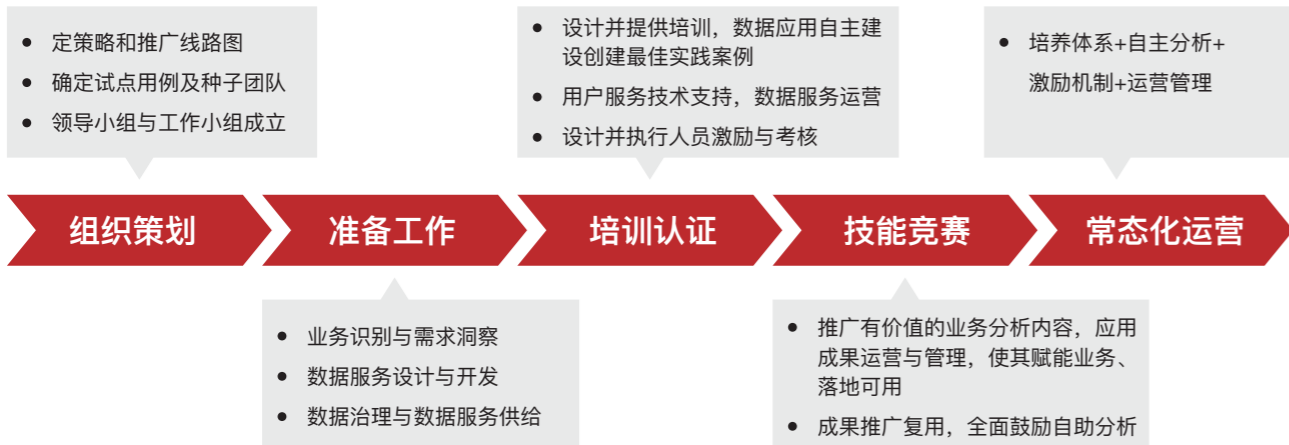 ● 定策略和推广线路图
● 确定试点用例及种子团队
● 领导小组与工作小组成立
● 设计并提供培训，数据应用自主建
设创建最佳实践案例
● 用户服务技术支持，数据服务运营
● 设计并执行人员激励与考核
● 培养体系+自主分析+
激励机制+运营管理
组织策划
准备工作
培训认证
技能竞赛
常态化运营
● 业务识别与需求洞察
● 数据服务设计与开发
● 数据治理与数据服务供给
● 推广有价值的业务分析内容，应用
成果运营与管理，使其赋能业务、
落地可用
● 成果推广复用，全面鼓励自助分析